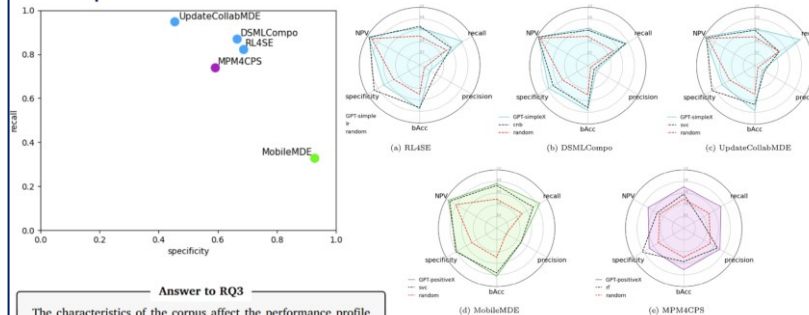 1.0
0.8
0.6
0.4
0.2
0.0
recall
UpdateCollabMDE
DSMLCompo
RL4SE
MPM4CPS
MobileMDE
0.0 0.2 0.4 0.6 0.8 1.0
specificity
Answer to RQ3
The characteristics of the corpus affect the performance profile
NPV
recall
precision
bAcc
specificity
GPT-simple
lr
random
(a) RL4SE
NPV
recall
precision
bAcc
specificity
GPT-simpleX
cnb
random
(b) DSMLCompo
NPV
recall
precision
bAcc
specificity
GPT-simpleX
svc
random
(c) UpdateCollabMDE
NPV
recall
precision
bAcc
specificity
GPT-positiveX
svc
random
(d) MobileMDE
NPV
recall
precision
bAcc
specificity
GPT-positiveX
rf
random
(e) MPM4CPS